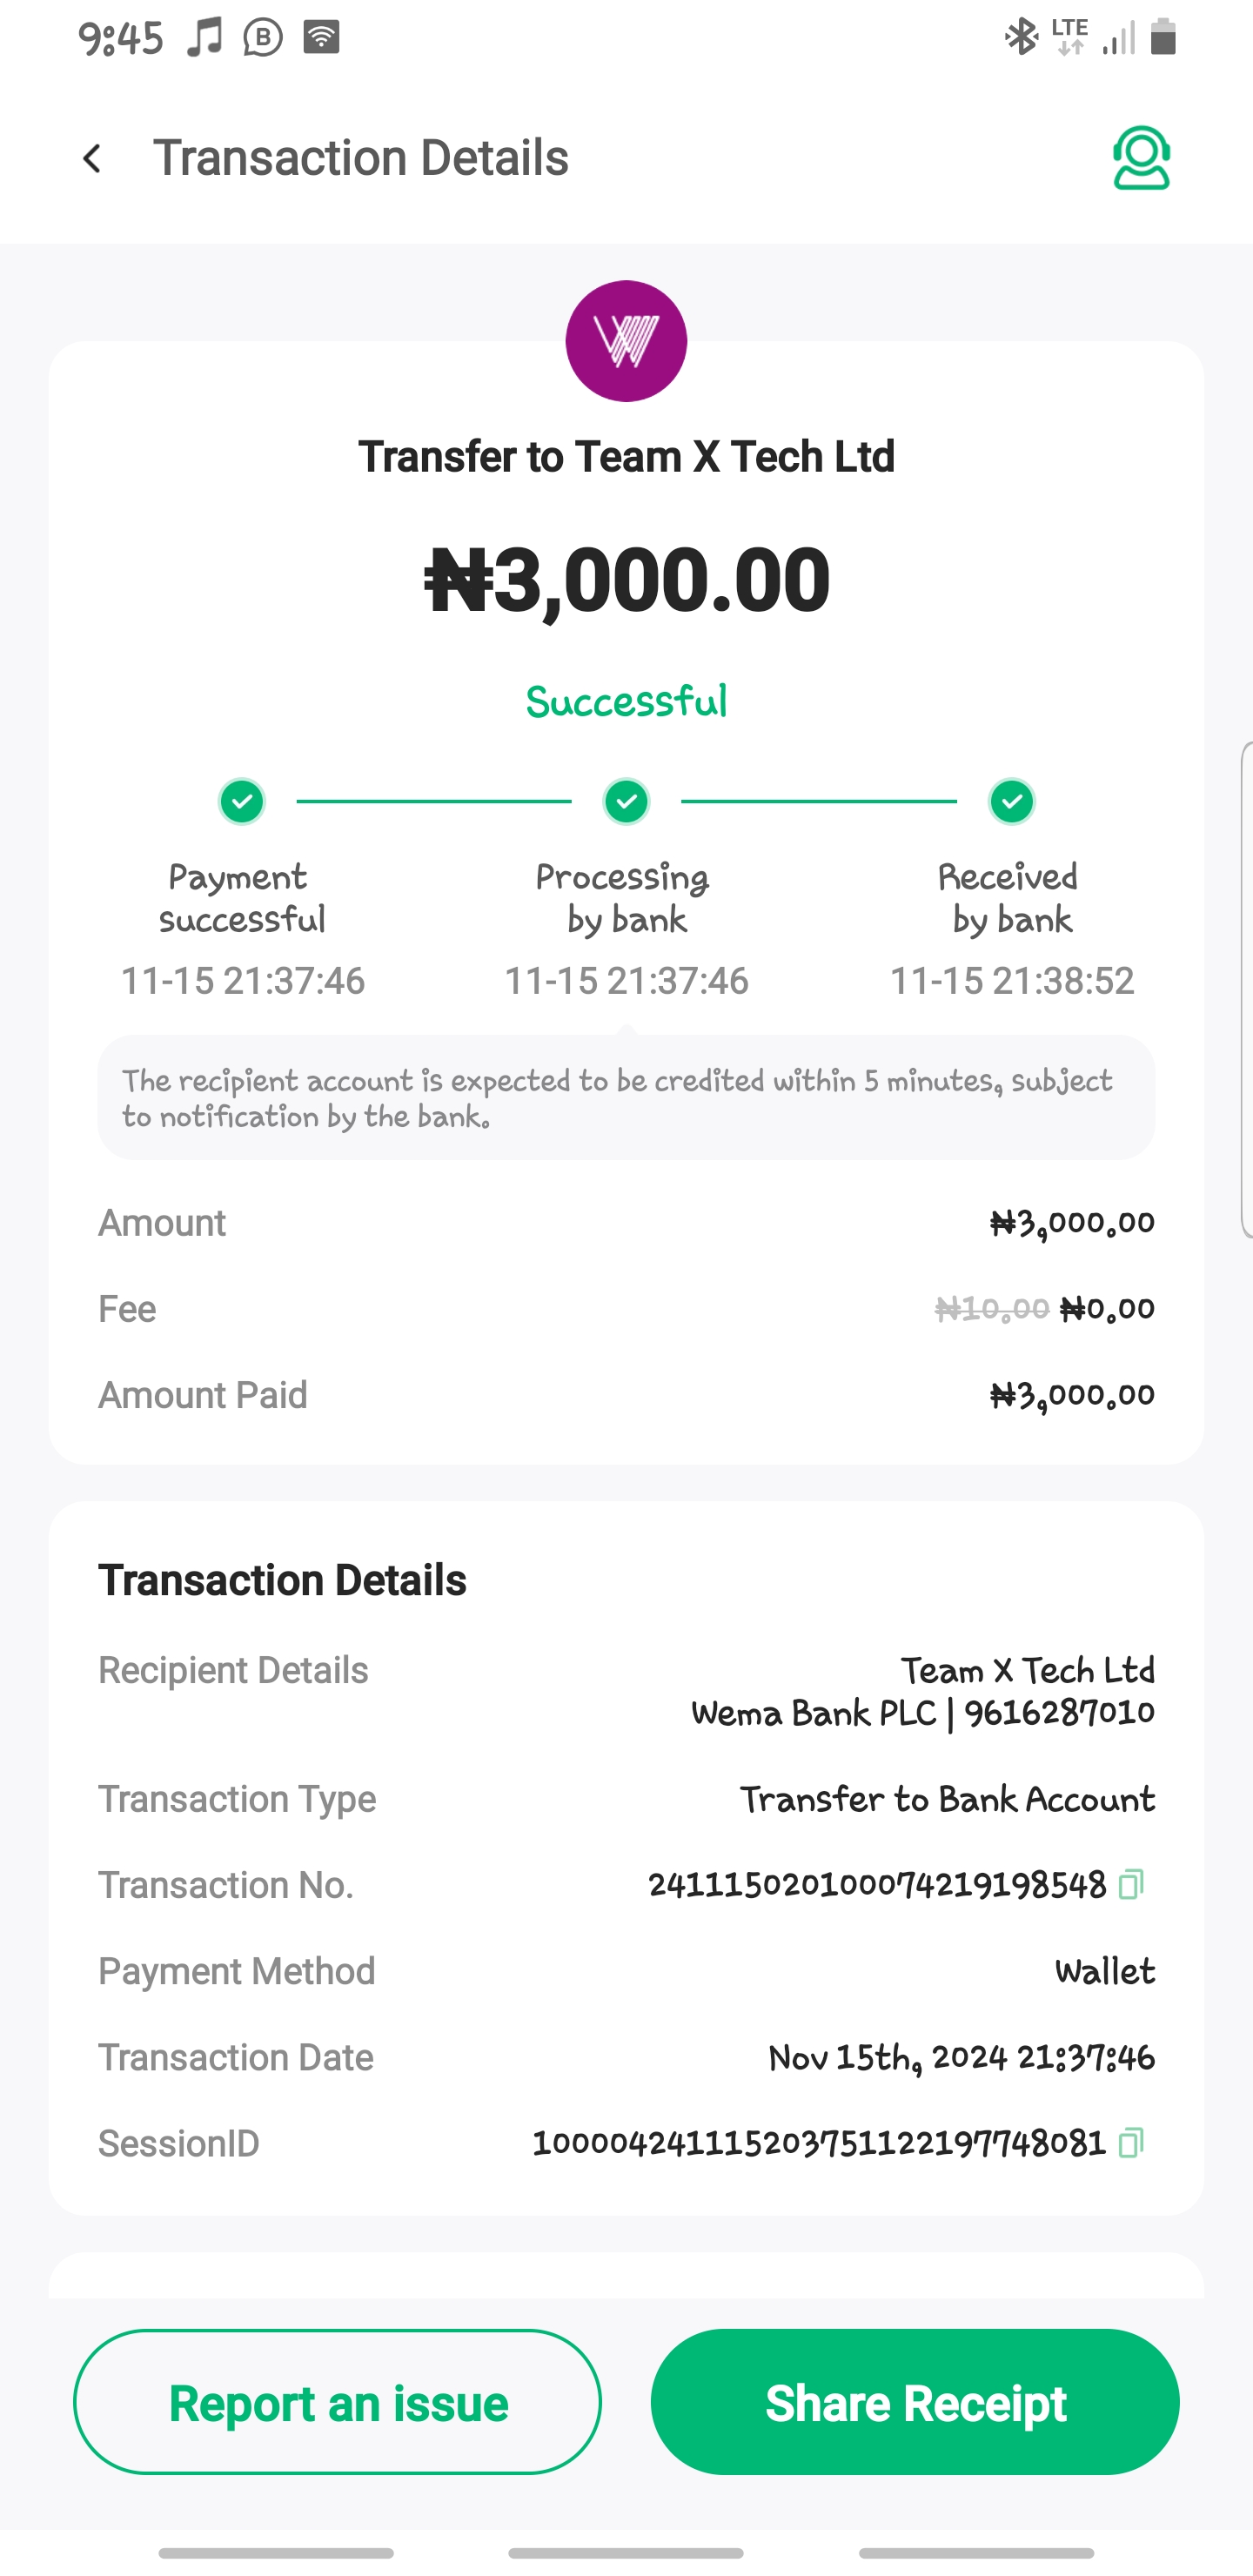 9:45
LTE
Transaction Details
Transfer to Team X Tech Ltd
₦3,000.00
Successful
Payment successful
Processing by bank
Received by bank
11-15 21:37:46
11-15 21:37:46
11-15 21:38:52
The recipient account is expected to be credited within 5 minutes, subject
to notification by the bank.
Amount ₦3,000.00
Fee ₦10.00 ₦0.00
Amount Paid ₦3,000.00
Transaction Details
Recipient Details Team X Tech Ltd
Wema Bank PLC | 9616287010
Transaction Type Transfer to Bank Account
Transaction No. 241115020100074219198548
Payment Method Wallet
Transaction Date Nov 15th, 2024 21:37:46
SessionID 100004241115203751122197748081
Report an issue
Share Receipt